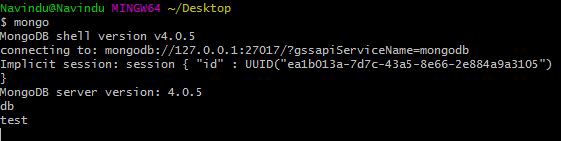 Navindu@Navindu MINGW64 ~/Desktop
$ mongo
MongoDB shell version v4.0.5
connecting to: mongodb://127.0.0.1:27017/?gssapiServiceName=mongodb
Implicit session: session { "id" : UUID("ea1b013a-7d7c-43a5-8e66-2e884a9a3105")
}
MongoDB server version: 4.0.5
db
test